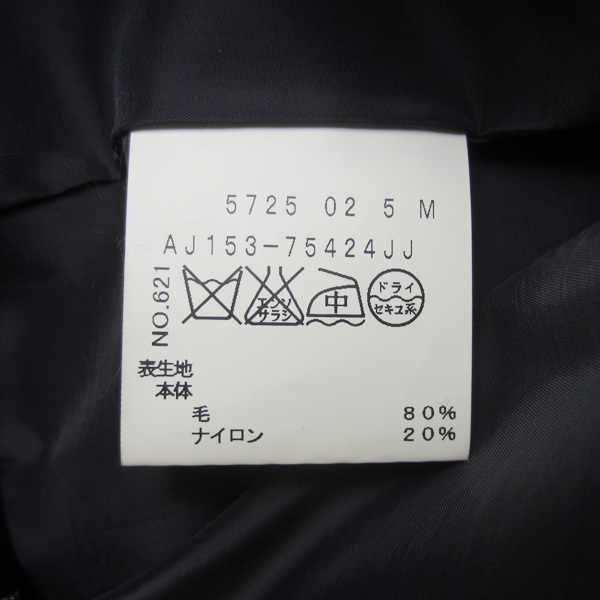 5725 02 5 M
AJ153-75424JJ
NO.621
エンソ
サラシ
中
ドライ
セキユ系
表生地
本体
毛 80%
ナイロン 20%